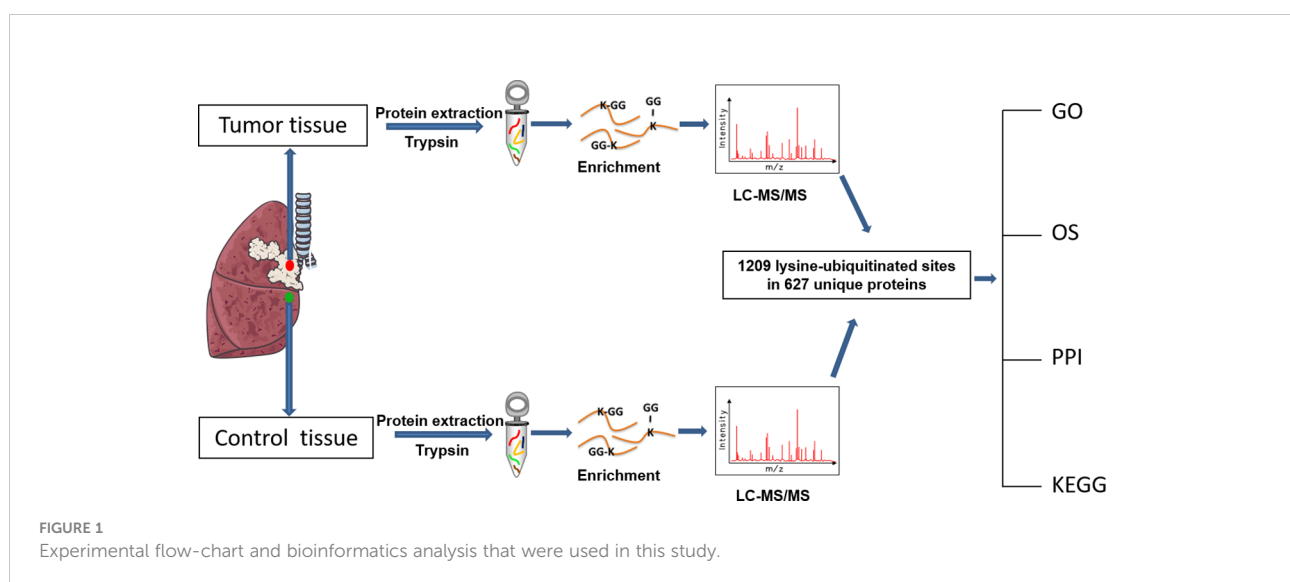 Tumor tissue
Protein extraction
Trypsin
K-GG
GG
K
GG-K
Enrichment
Intensity
m/z
LC-MS/MS
1209 lysine-ubiquitinated sites
in 627 unique proteins
GO
OS
PPI
KEGG
Control tissue
Protein extraction
Trypsin
K-GG
GG
K
GG-K
Enrichment
Intensity
m/z
LC-MS/MS
FIGURE 1
Experimental flow-chart and bioinformatics analysis that were used in this study.